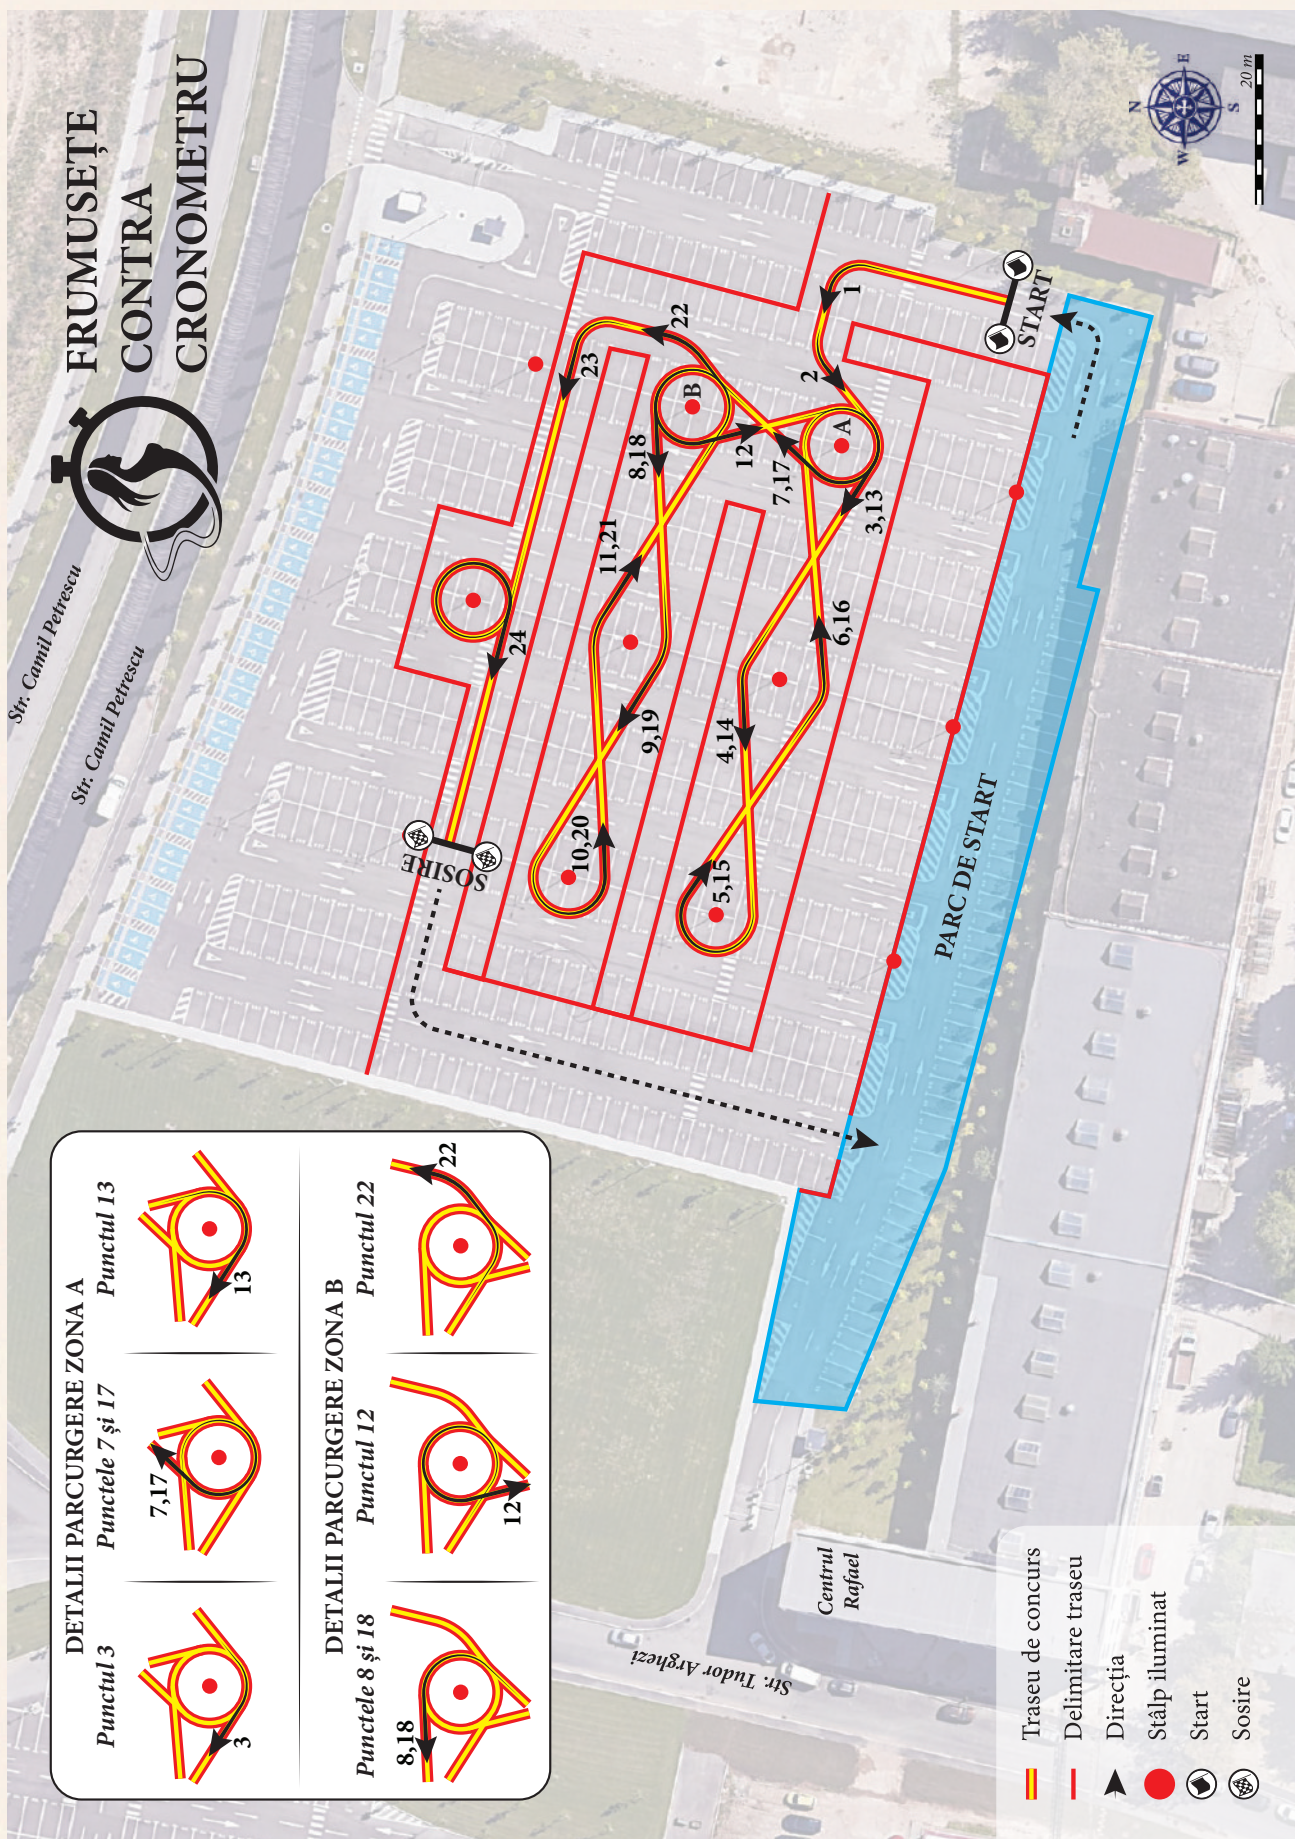 FRUMUSEȚE
CONTRA
CRONOMETRU
Str. Camil Petrescu
Str. Camil Petrescu
N
E
S
W
20 m
START
1
2
3,13
4,14
5,15
6,16
7,17
8,18
9,19
10,20
11,21
12
22
23
24
A
B
SOSIRE
PARC DE START
DETALII PARCURGERE ZONA A
Punctul 3
Punctele 7 și 17
Punctul 13
3
7,17
13
DETALII PARCURGERE ZONA B
Punctele 8 și 18
Punctul 12
Punctul 22
8,18
12
22
Str. Tudor Arghezi
Centrul
Rafael
Traseu de concurs
Delimitare traseu
Direcția
Stâlp iluminat
Start
Sosire